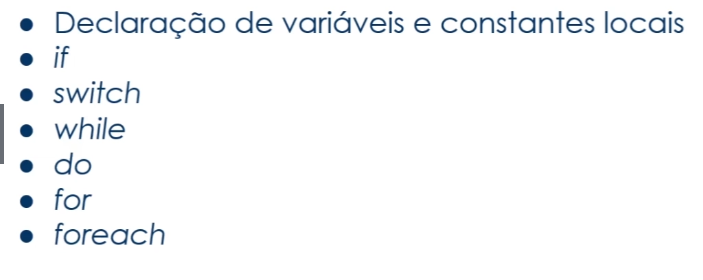 • Declaração de variáveis e constantes locais
• if
• switch
• while
• do
• for
• foreach